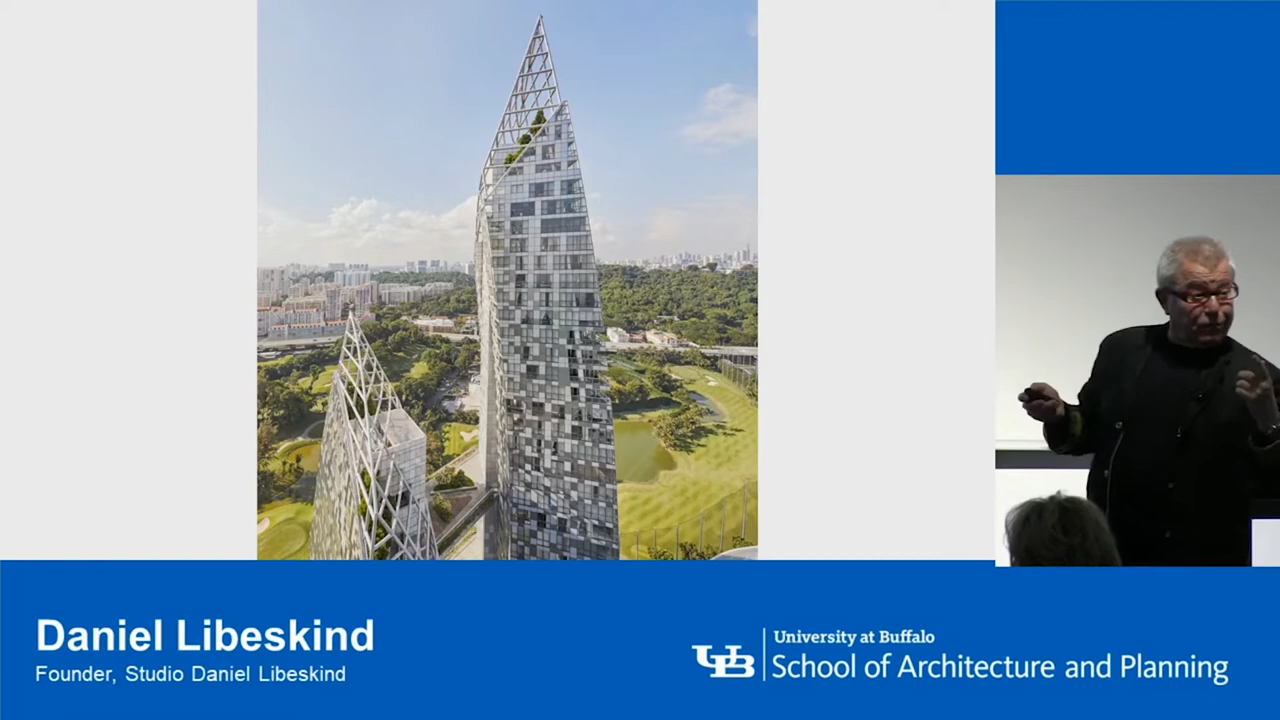 Daniel Libeskind
Founder, Studio Daniel Libeskind
UB
University at Buffalo
School of Architecture and Planning